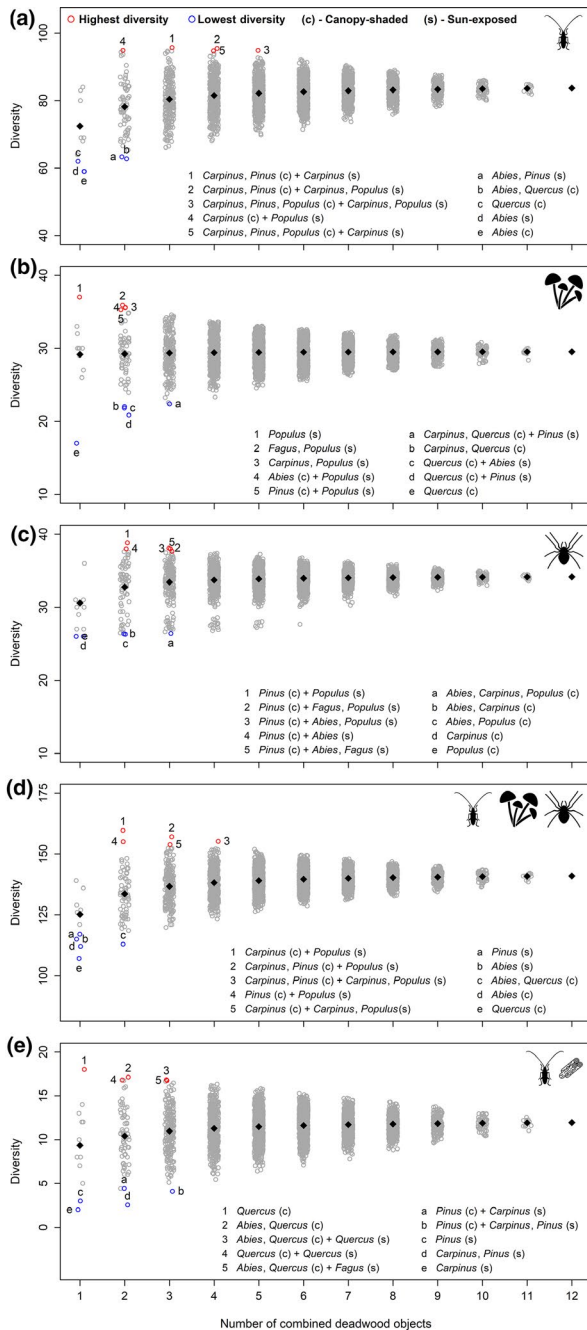 (a)
Highest diversity Lowest diversity (c) - Canopy-shaded (s) - Sun-exposed
100
80
60
40
Diversity
4 1 2 5 3
c d e a b
1 Carpinus, Pinus (c) + Carpinus (s)
2 Carpinus, Pinus (c) + Carpinus, Populus (s)
3 Carpinus, Pinus, Populus (c) + Carpinus, Populus (s)
4 Carpinus (c) + Populus (s)
5 Carpinus, Pinus, Populus (c) + Carpinus (s)
a Abies, Pinus (s)
b Abies, Quercus (c)
c Quercus (c)
d Abies (s)
e Abies (c)
(b)
40
30
20
10
Diversity
1 2 4 3 5
e b c d a
1 Populus (s)
2 Fagus, Populus (s)
3 Carpinus, Populus (s)
4 Abies (c) + Populus (s)
5 Pinus (c) + Populus (s)
a Carpinus, Quercus (c) + Pinus (s)
b Carpinus, Quercus (c)
c Quercus (c) + Abies (s)
d Quercus (c) + Pinus (s)
e Quercus (c)
(c)
40
30
20
10
Diversity
1 4 5 3 2
e d b c a
1 Pinus (c) + Populus (s)
2 Pinus (c) + Fagus, Populus (s)
3 Pinus (c) + Abies, Populus (s)
4 Pinus (c) + Abies (s)
5 Pinus (c) + Abies, Fagus (s)
a Abies, Carpinus, Populus (c)
b Abies, Carpinus (c)
c Abies, Populus (c)
d Carpinus (c)
e Populus (c)
(d)
175
150
125
100
Diversity
1 4 2 5 3
a b d e c
1 Carpinus (c) + Populus (s)
2 Carpinus, Pinus (c) + Populus (s)
3 Carpinus, Pinus (c) + Carpinus, Populus (s)
4 Pinus (c) + Populus (s)
5 Carpinus (c) + Carpinus, Populus(s)
a Pinus (s)
b Abies (s)
c Abies, Quercus (c)
d Abies (c)
e Quercus (c)
(e)
20
15
10
5
0
Diversity
1 4 2 3 5
c e a d b
1 Quercus (c)
2 Abies, Quercus (c)
3 Abies, Quercus (c) + Quercus (s)
4 Quercus (c) + Quercus (s)
5 Abies, Quercus (c) + Fagus (s)
a Pinus (c) + Carpinus (s)
b Pinus (c) + Carpinus, Pinus (s)
c Pinus (s)
d Carpinus, Pinus (s)
e Carpinus (s)
1 2 3 4 5 6 7 8 9 10 11 12
Number of combined deadwood objects